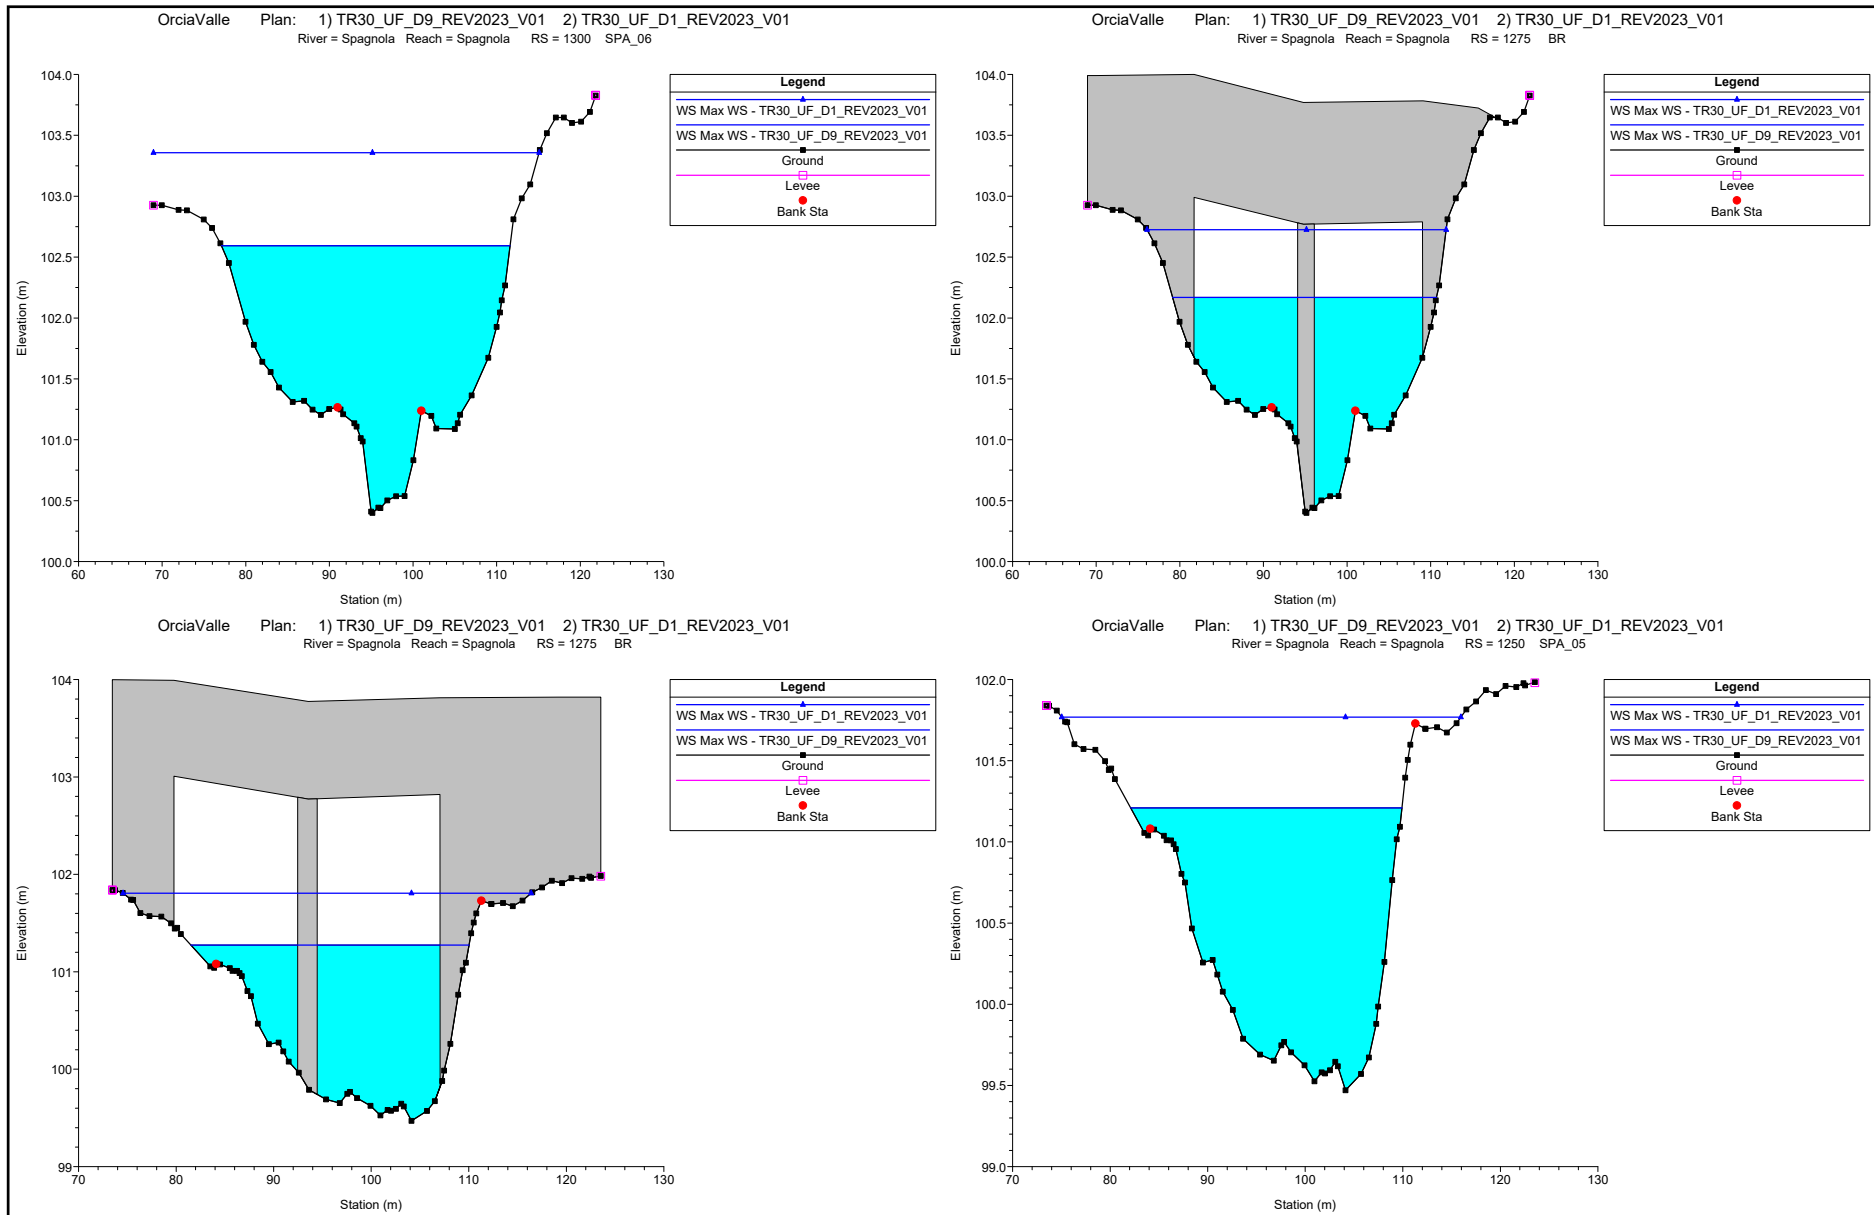 OrciaValle Plan: 1) TR30_UF_D9_REV2023_V01 2) TR30_UF_D1_REV2023_V01
River = Spagnola Reach = Spagnola RS = 1300 SPA_06
104.0
103.5
103.0
102.5
102.0
101.5
101.0
100.5
100.0
Elevation (m)
60 70 80 90 100 110 120 130
Station (m)
Legend
WS Max WS - TR30_UF_D1_REV2023_V01
WS Max WS - TR30_UF_D9_REV2023_V01
Ground
Levee
Bank Sta
OrciaValle Plan: 1) TR30_UF_D9_REV2023_V01 2) TR30_UF_D1_REV2023_V01
River = Spagnola Reach = Spagnola RS = 1275 BR
104.0
103.5
103.0
102.5
102.0
101.5
101.0
100.5
100.0
Elevation (m)
60 70 80 90 100 110 120 130
Station (m)
Legend
WS Max WS - TR30_UF_D1_REV2023_V01
WS Max WS - TR30_UF_D9_REV2023_V01
Ground
Levee
Bank Sta
OrciaValle Plan: 1) TR30_UF_D9_REV2023_V01 2) TR30_UF_D1_REV2023_V01
River = Spagnola Reach = Spagnola RS = 1275 BR
104
103
102
101
100
99
Elevation (m)
70 80 90 100 110 120 130
Station (m)
Legend
WS Max WS - TR30_UF_D1_REV2023_V01
WS Max WS - TR30_UF_D9_REV2023_V01
Ground
Levee
Bank Sta
OrciaValle Plan: 1) TR30_UF_D9_REV2023_V01 2) TR30_UF_D1_REV2023_V01
River = Spagnola Reach = Spagnola RS = 1250 SPA_05
102.0
101.5
101.0
100.5
100.0
99.5
99.0
Elevation (m)
70 80 90 100 110 120 130
Station (m)
Legend
WS Max WS - TR30_UF_D1_REV2023_V01
WS Max WS - TR30_UF_D9_REV2023_V01
Ground
Levee
Bank Sta